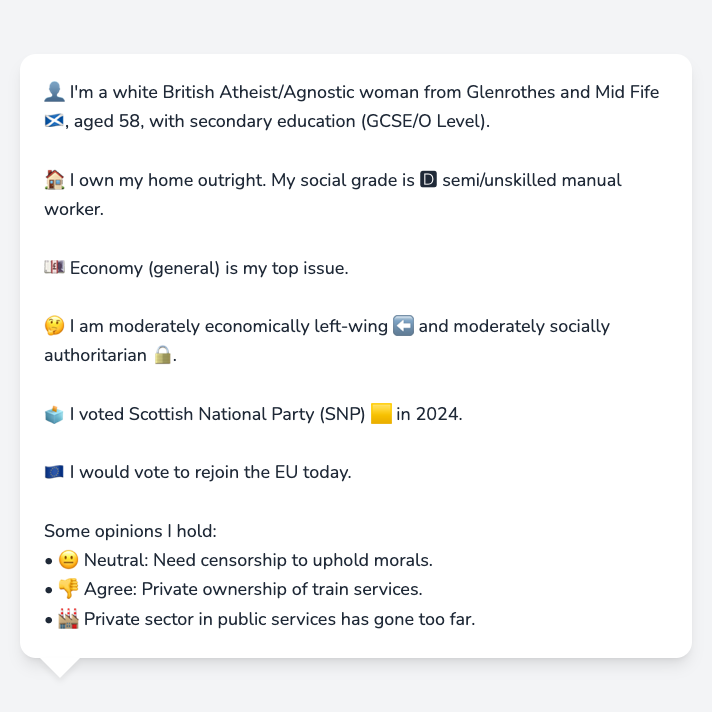 👤 I'm a white British Atheist/Agnostic woman from Glenrothes and Mid Fife
🏴󠁧󠁢󠁳󠁣󠁴󠁿, aged 58, with secondary education (GCSE/O Level).
🏠 I own my home outright. My social grade is 🅳 semi/unskilled manual
worker.
💷 Economy (general) is my top issue.
🤔 I am moderately economically left-wing ⬅️ and moderately socially
authoritarian 🔒.
🗳️ I voted Scottish National Party (SNP) 🟨 in 2024.
🇪🇺 I would vote to rejoin the EU today.
Some opinions I hold:
• 😐 Neutral: Need censorship to uphold morals.
• 👎 Agree: Private ownership of train services.
• 🏭 Private sector in public services has gone too far.